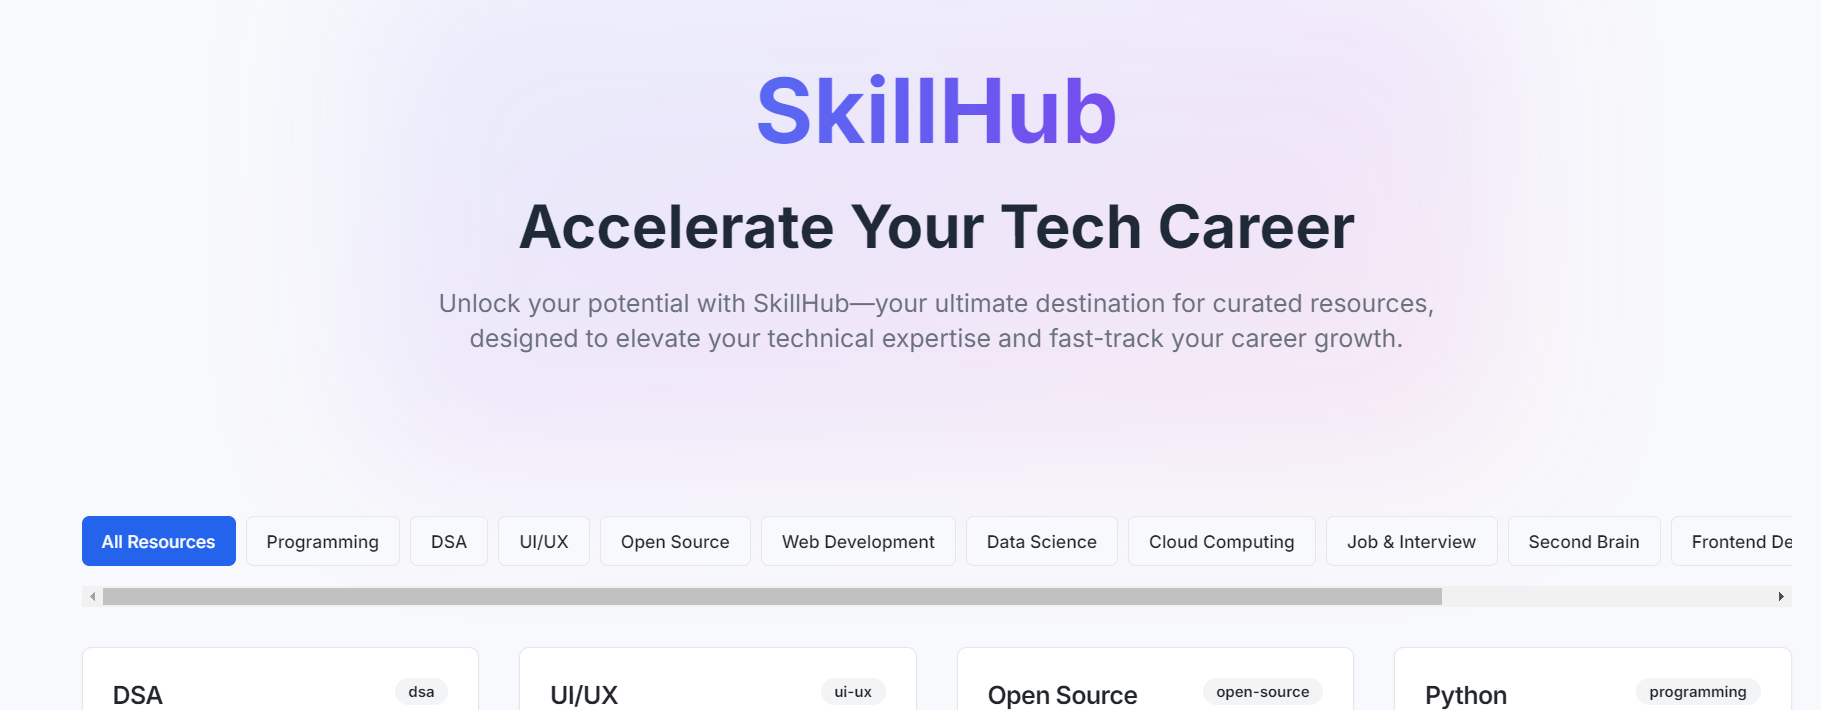 SkillHub
Accelerate Your Tech Career
Unlock your potential with SkillHub—your ultimate destination for curated resources,
designed to elevate your technical expertise and fast-track your career growth.
All Resources Programming DSA UI/UX Open Source Web Development Data Science Cloud Computing Job & Interview Second Brain Frontend De
DSA dsa UI/UX ui-ux Open Source open-source Python programming